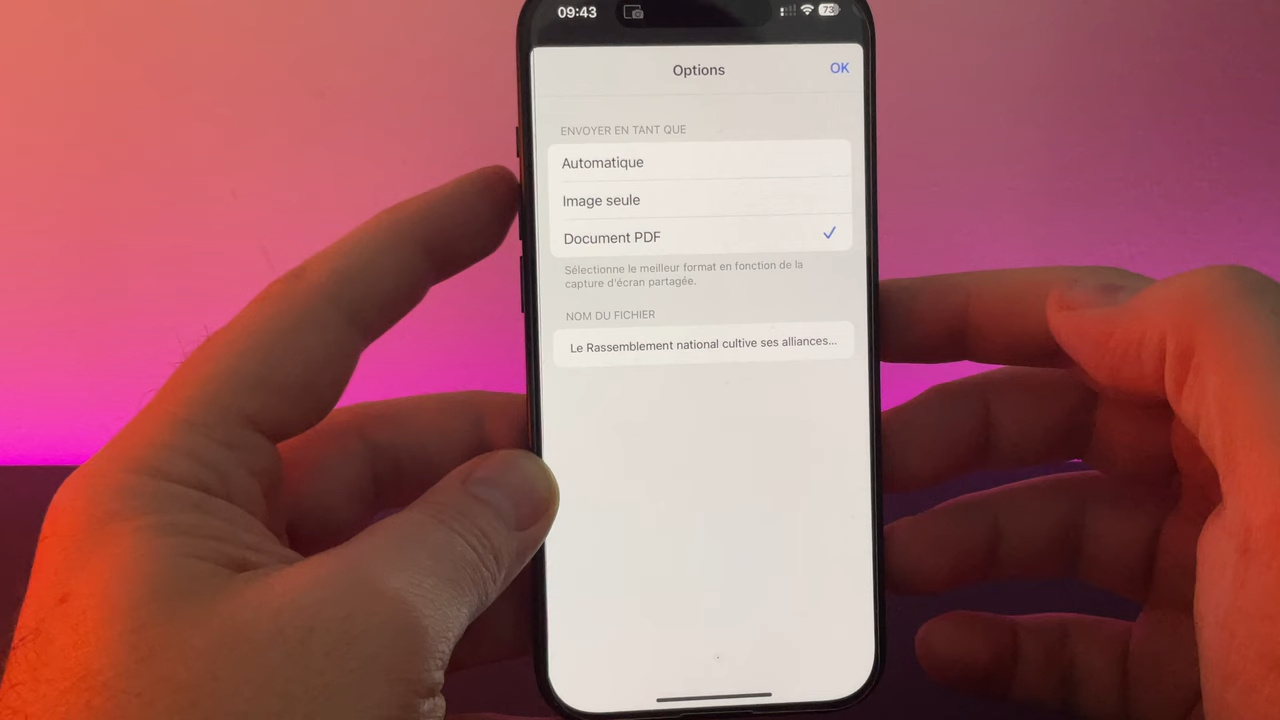 09:43
73
Options
OK
ENVOYER EN TANT QUE
Automatique
Image seule
Document PDF
Sélectionne le meilleur format en fonction de la
capture d'écran partagée.
NOM DU FICHIER
Le Rassemblement national cultive ses alliances...